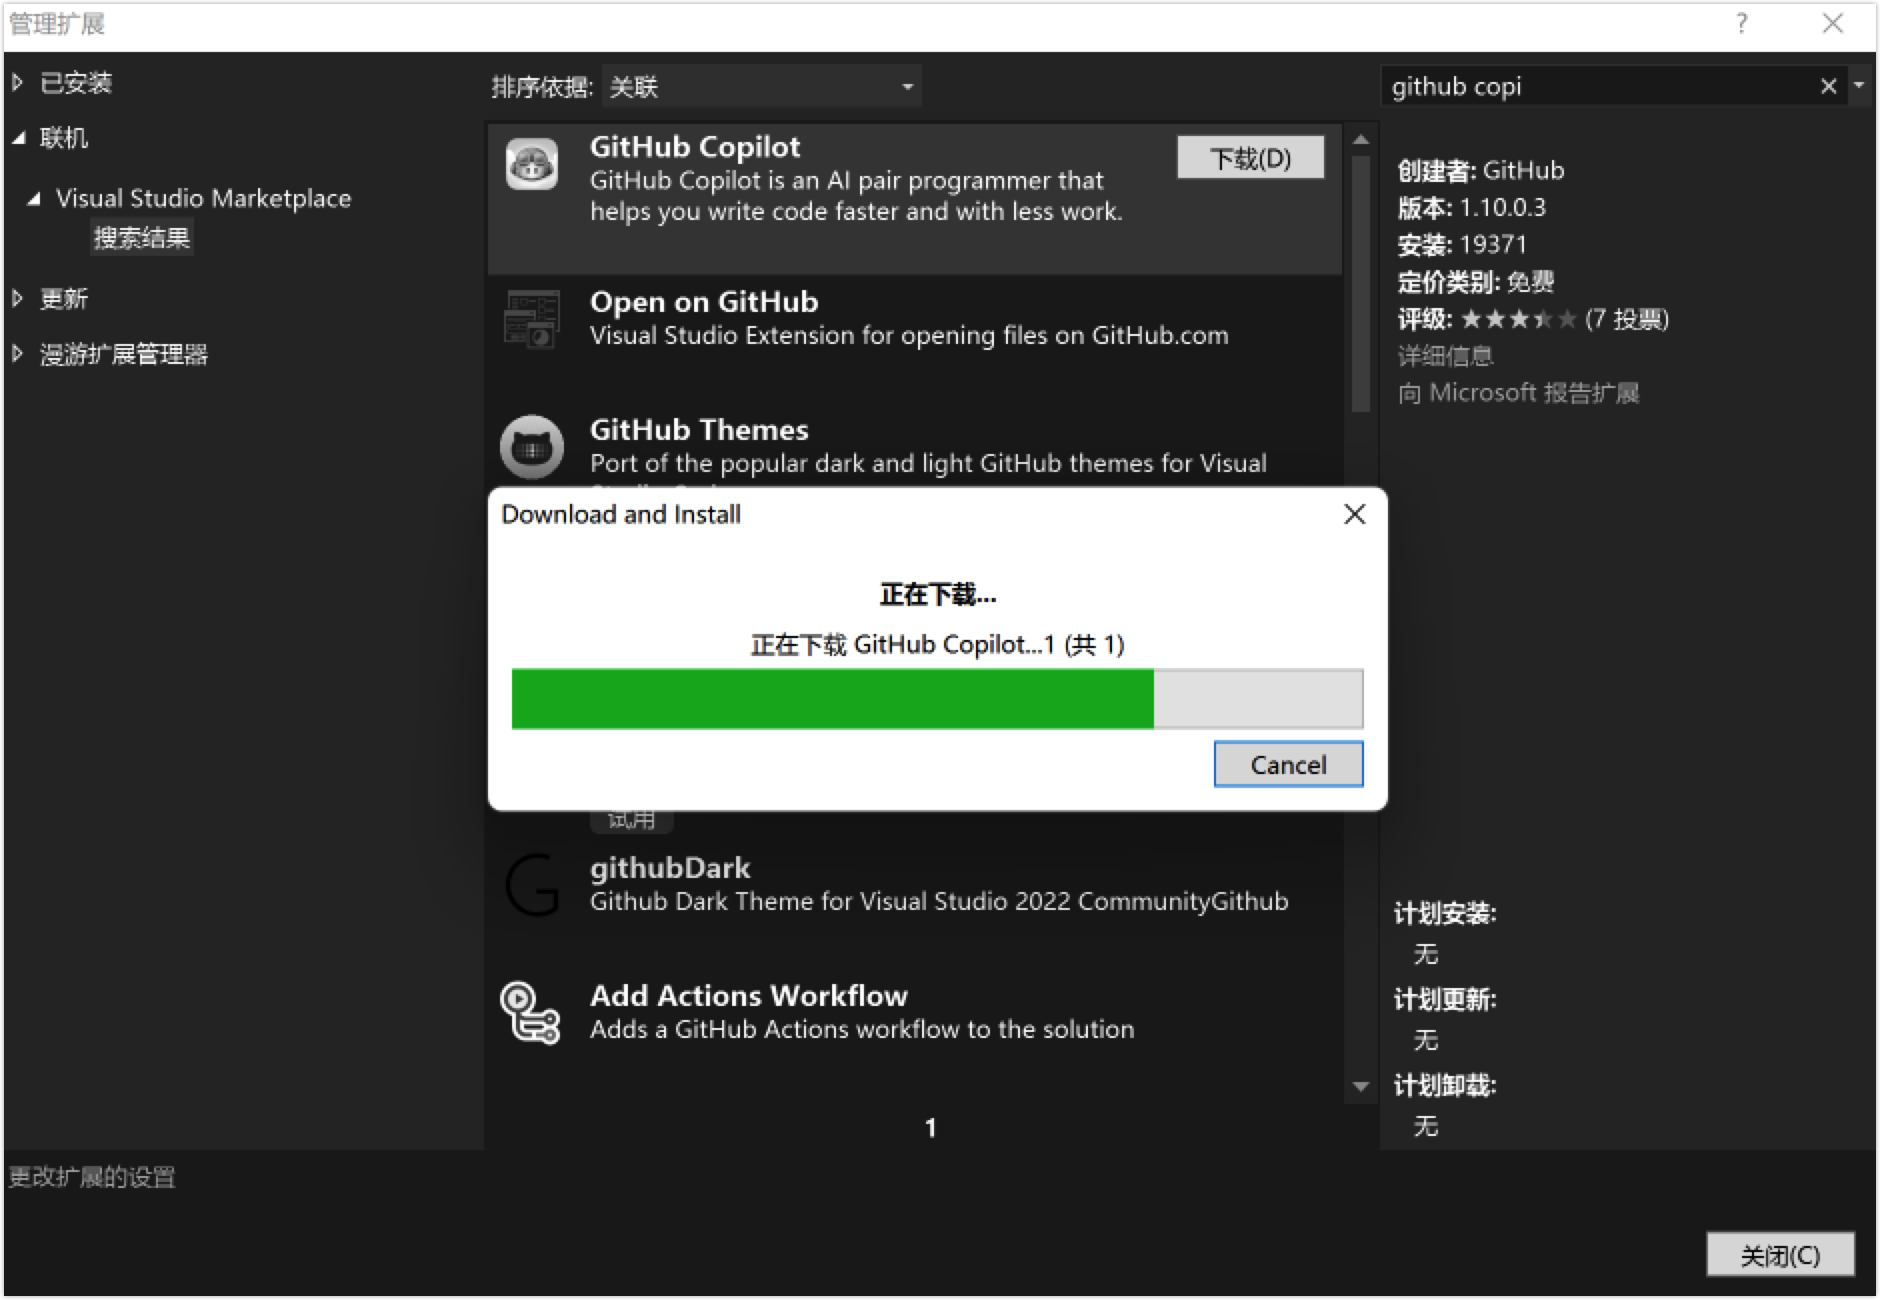 管理扩展
?
已安装
联机
Visual Studio Marketplace
搜索结果
更新
漫游扩展管理器
排序依据: 关联
GitHub Copilot
下载(D)
GitHub Copilot is an AI pair programmer that
helps you write code faster and with less work.
Open on GitHub
Visual Studio Extension for opening files on GitHub.com
GitHub Themes
Port of the popular dark and light GitHub themes for Visual
Download and Install
正在下载...
正在下载 GitHub Copilot...1 (共 1)
Cancel
试用
githubDark
Github Dark Theme for Visual Studio 2022 CommunityGithub
Add Actions Workflow
Adds a GitHub Actions workflow to the solution
1
github copi
创建者: GitHub
版本: 1.10.0.3
安装: 19371
定价类别: 免费
评级: ★★★★★ (7 投票)
详细信息
向 Microsoft 报告扩展
计划安装:
无
计划更新:
无
计划卸载:
无
更改扩展的设置
关闭(C)